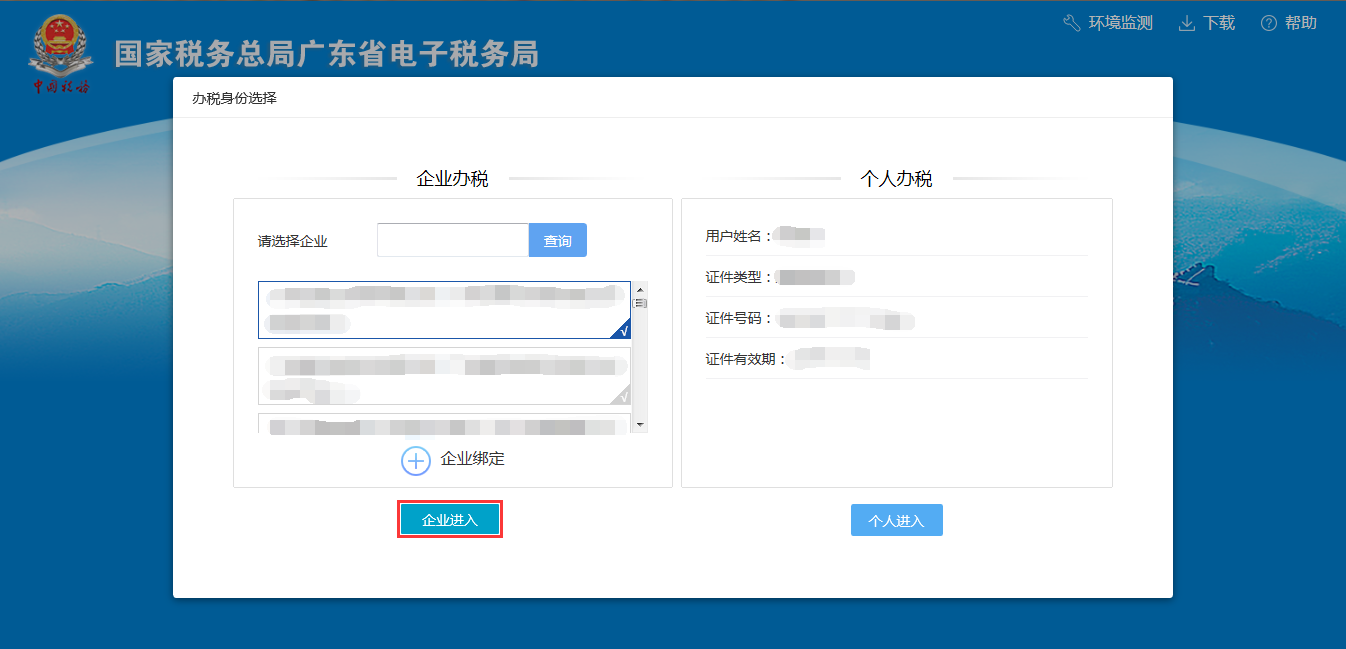 环境监测 下载 帮助
国家税务总局广东省电子税务局
中国税务
办税身份选择
企业办税
请选择企业
查询
√
√
企业绑定
企业进入
个人办税
用户姓名：
证件类型：
证件号码：
证件有效期：
个人进入